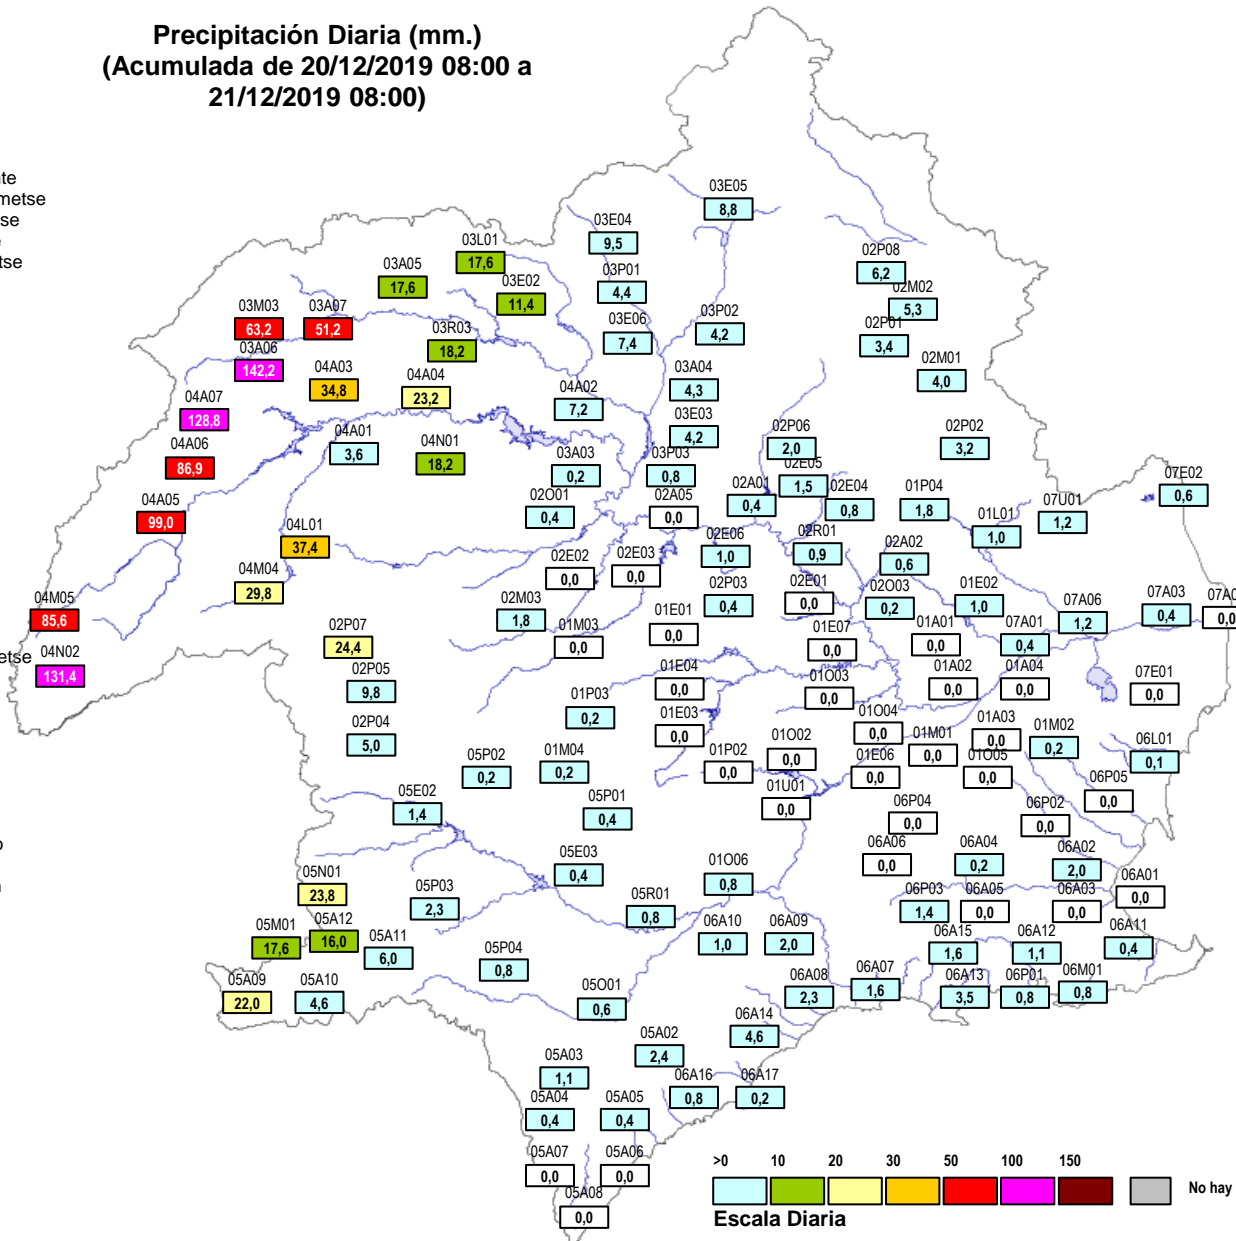 Precipitación Diaria (mm.)
(Acumulada de 20/12/2019 08:00 a
21/12/2019 08:00)
03E05
8,8
03E04
9,5
03L01
17,6
03A05
17,6
03E02
11,4
03P01
4,4
02P08
6,2
02M02
5,3
03M03
63,2
03A07
51,2
03R03
18,2
03E06
7,4
03P02
4,2
02P01
3,4
03A06
142,2
04A03
34,8
04A04
23,2
04A02
7,2
03A04
4,3
02M01
4,0
04A07
128,8
03E03
4,2
04A01
3,6
04N01
18,2
02P06
2,0
02P02
3,2
04A06
86,9
03A03
0,2
03P03
0,8
02E05
1,5
07E02
0,6
04A05
99,0
02O01
0,4
02A05
0,0
02A01
0,4
02E04
0,8
01P04
1,8
07U01
1,2
01L01
1,0
04L01
37,4
02E06
1,0
02R01
0,9
02A02
0,6
04M04
29,8
02E02
0,0
02E03
0,0
02P03
0,4
02E01
0,0
02O03
0,2
01E02
1,0
04M05
85,6
02M03
1,8
01M03
0,0
01E01
0,0
01E07
0,0
01A01
0,0
07A01
0,4
07A06
1,2
07A03
0,4
07A0
0,0
02P07
24,4
etse
04N02
131,4
02P05
9,8
01E04
0,0
01O03
0,0
01A02
0,0
01A04
0,0
07E01
0,0
01P03
0,2
02P04
5,0
01E03
0,0
01O04
0,0
01M01
0,0
01A03
0,0
01M02
0,2
06L01
0,1
05P02
0,2
01M04
0,2
01P02
0,0
01O02
0,0
01E06
0,0
01O05
0,0
06P05
0,0
05E02
1,4
05P01
0,4
01U01
0,0
06P04
0,0
06P02
0,0
05E03
0,4
01O06
0,8
06A06
0,0
06A04
0,2
06A02
2,0
06A01
0,0
05N01
23,8
05P03
2,3
05R01
0,8
06P03
1,4
06A05
0,0
06A03
0,0
05M01
17,6
05A12
16,0
05A11
6,0
06A10
1,0
06A09
2,0
06A15
1,6
06A12
1,1
06A11
0,4
05P04
0,8
05A09
22,0
05A10
4,6
05O01
0,6
06A08
2,3
06A07
1,6
06A13
3,5
06P01
0,8
06M01
0,8
06A14
4,6
05A02
2,4
05A03
1,1
06A16
0,8
06A17
0,2
05A04
0,4
05A05
0,4
05A07
0,0
05A06
0,0
05A08
0,0
>0 10 20 30 50 100 150
No hay
Escala Diaria